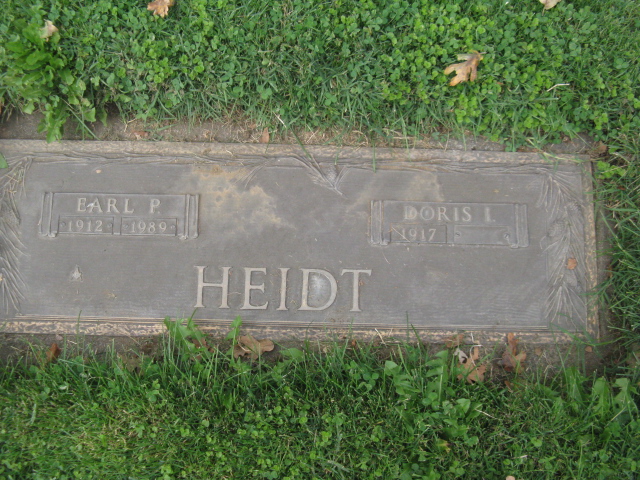 EARL P.
1912 1989
DORIS I.
1917
HEIDT